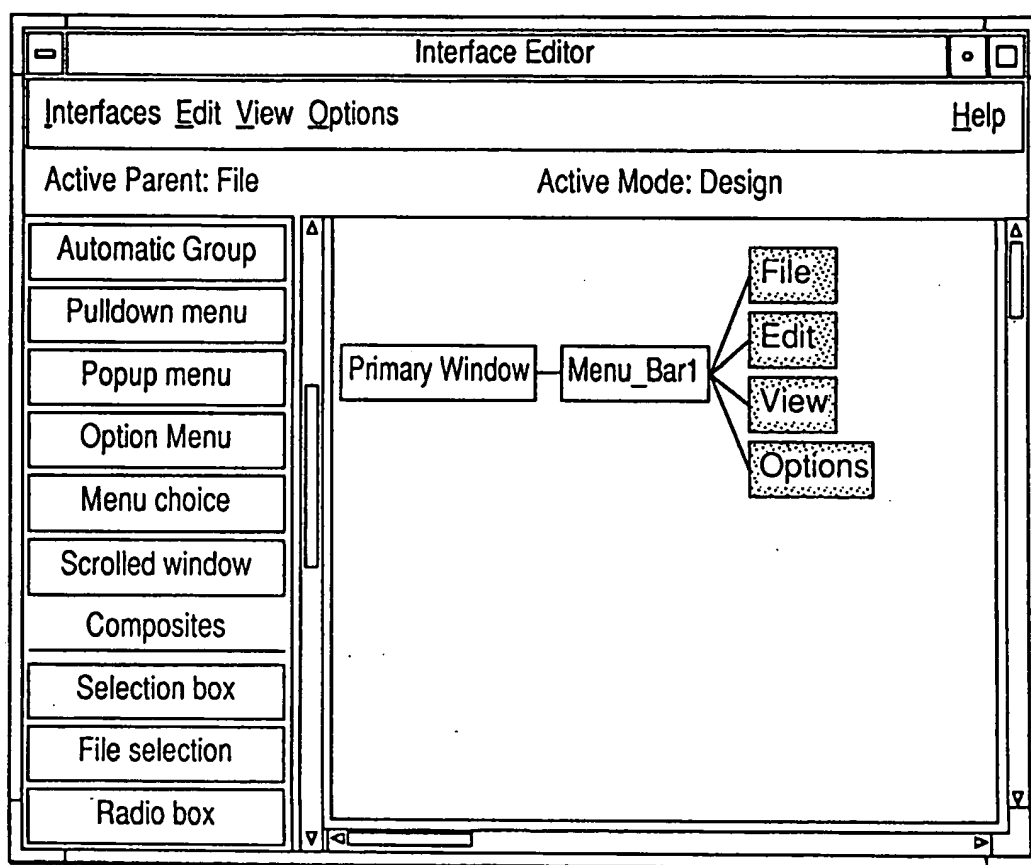 Interface Editor
Interfaces Edit View Options Help
Active Parent: File Active Mode: Design
Automatic Group
Pulldown menu
Popup menu
Option Menu
Menu choice
Scrolled window
Composites
Selection box
File selection
Radio box
Primary Window
Menu_Bar1
File
Edit
View
Options